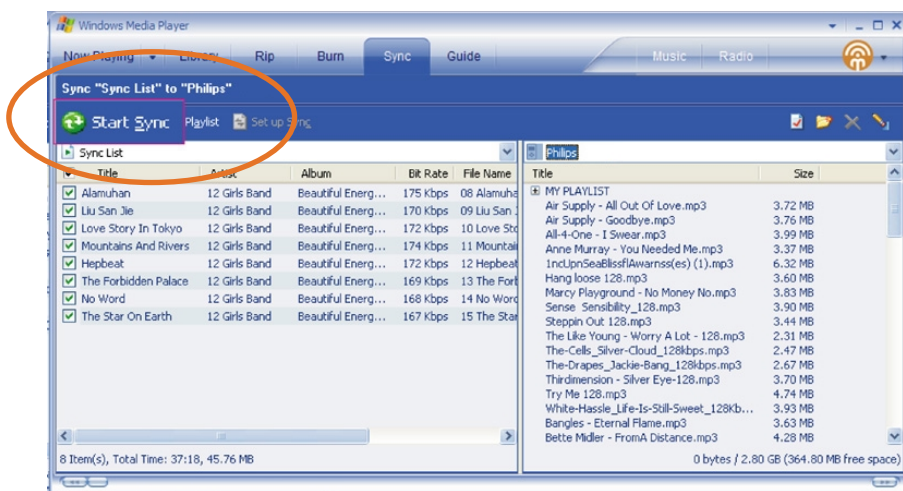 Windows Media Player
Now Playing Library Rip Burn Sync Guide Music Radio
Sync "Sync List" to "Philips"
Start Sync Playlist Set up Sync
Sync List
Title Artist Album Bit Rate File Name
Alamuhan 12 Girls Band Beautiful Energ... 175 Kbps 08 Alamuha
Liu San Jie 12 Girls Band Beautiful Energ... 170 Kbps 09 Liu San
Love Story In Tokyo 12 Girls Band Beautiful Energ... 172 Kbps 10 Love Sto
Mountains And Rivers 12 Girls Band Beautiful Energ... 174 Kbps 11 Mountai
Hepbeat 12 Girls Band Beautiful Energ... 172 Kbps 12 Hepbeat
The Forbidden Palace 12 Girls Band Beautiful Energ... 169 Kbps 13 The Forb
No Word 12 Girls Band Beautiful Energ... 168 Kbps 14 No Word
The Star On Earth 12 Girls Band Beautiful Energ... 167 Kbps 15 The Star
8 Item(s), Total Time: 37:18, 45.76 MB
Philips
Title Size
MY PLAYLIST
Air Supply - All Out Of Love.mp3 3.72 MB
Air Supply - Goodbye.mp3 3.76 MB
All-4-One - I Swear.mp3 3.99 MB
Anne Murray - You Needed Me.mp3 3.37 MB
1ncUpnSeaBlissflAwarnss(es) (1).mp3 6.32 MB
Hang loose 128.mp3 3.60 MB
Marcy Playground - No Money No.mp3 3.83 MB
Sense Sensibility_128.mp3 3.90 MB
Steppin Out 128.mp3 3.44 MB
The Like Young - Worry A Lot - 128.mp3 2.31 MB
The-Cells_Silver-Cloud_128kbps.mp3 2.47 MB
The-Drapes_Jackie-Bang_128kbps.mp3 2.67 MB
Thirdimension - Silver Eye-128.mp3 3.70 MB
Try Me 128.mp3 4.74 MB
White-Hassle_Life-Is-Still-Sweet_128Kb... 3.93 MB
Bangles - Eternal Flame.mp3 3.63 MB
Bette Midler - FromA Distance.mp3 4.28 MB
0 bytes / 2.80 GB (364.80 MB free space)